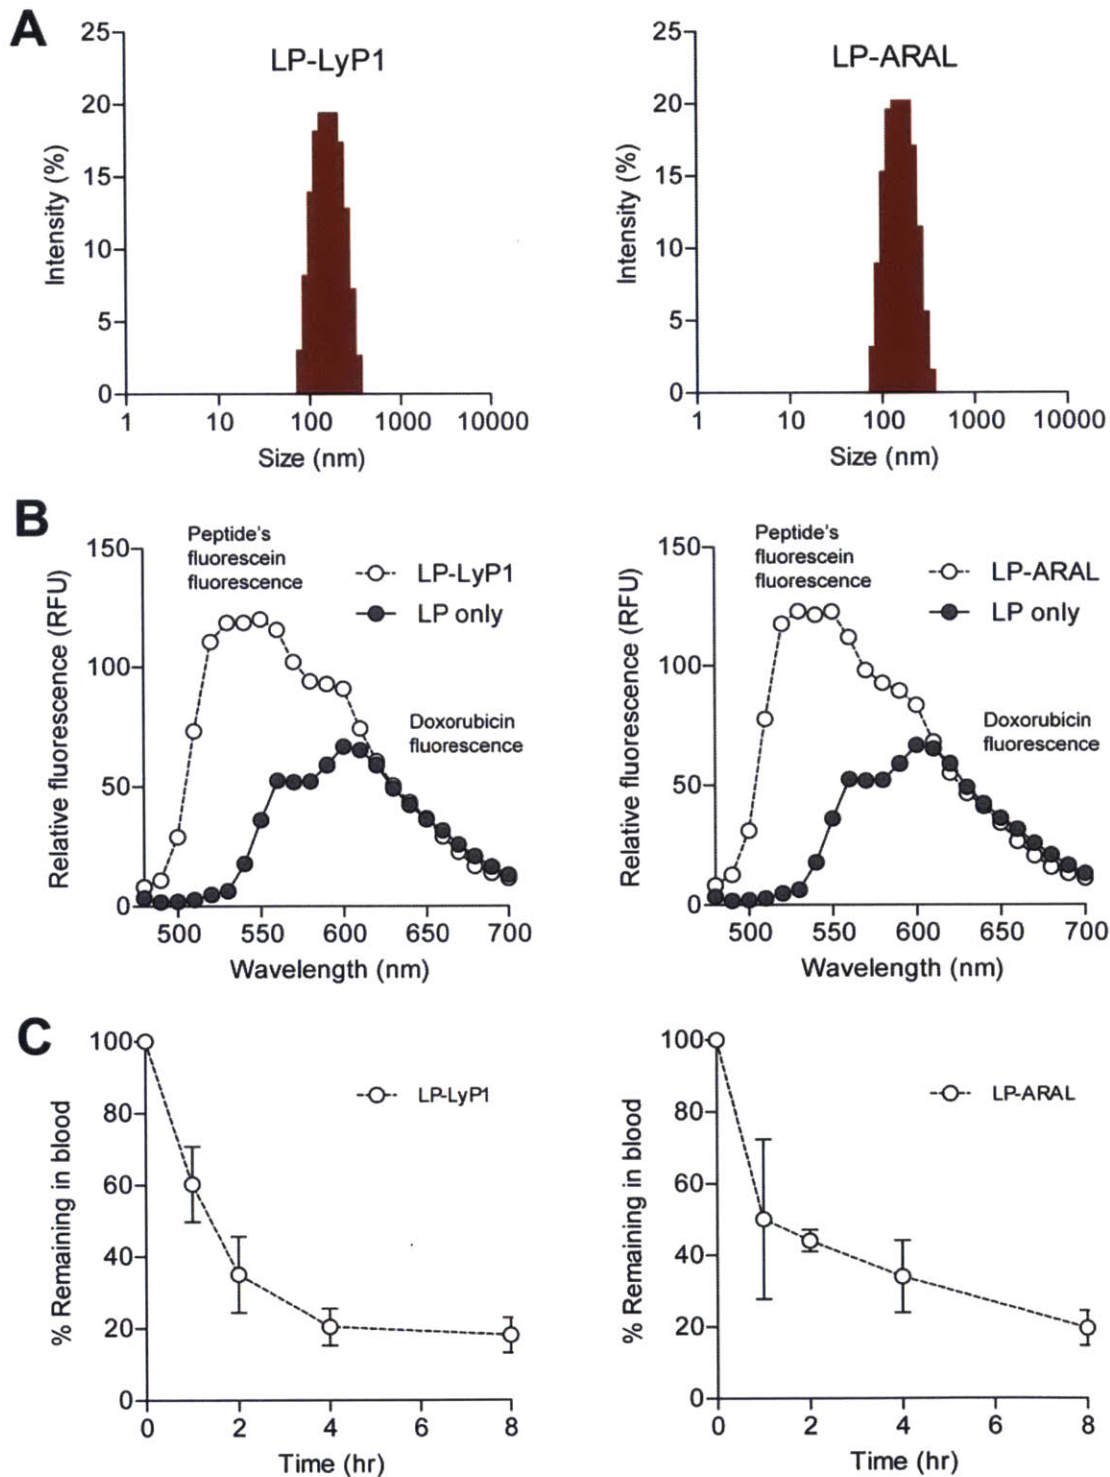 A
LP-LyP1
25
20
15
10
5
0
Intensity (%)
1 10 100 1000 10000
Size (nm)
LP-ARAL
25
20
15
10
5
0
Intensity (%)
1 10 100 1000 10000
Size (nm)
B
Peptide's
fluorescein
fluorescence
LP-LyP1
LP only
Doxorubicin
fluorescence
150
100
50
0
Relative fluorescence (RFU)
500 550 600 650 700
Wavelength (nm)
Peptide's
fluorescein
fluorescence
LP-ARAL
LP only
Doxorubicin
fluorescence
150
100
50
0
Relative fluorescence (RFU)
500 550 600 650 700
Wavelength (nm)
C
LP-LyP1
100
80
60
40
20
0
% Remaining in blood
0 2 4 6 8
Time (hr)
LP-ARAL
100
80
60
40
20
0
% Remaining in blood
0 2 4 6 8
Time (hr)